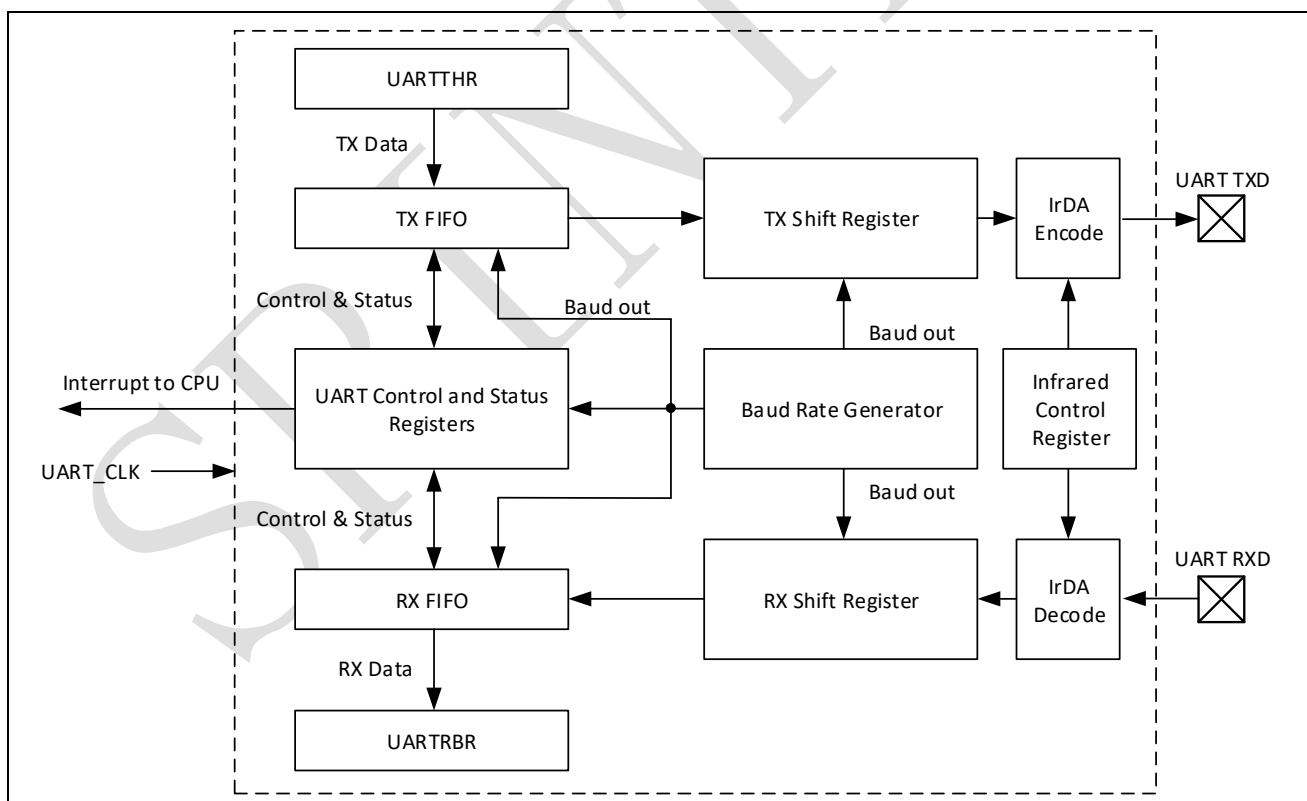 UARTTHR
TX Data
TX FIFO
TX Shift Register
IrDA
Encode
UART TXD
Control & Status
Baud out
Baud out
Interrupt to CPU
UART Control and Status
Registers
Baud Rate Generator
Infrared
Control
Register
UART_CLK
Control & Status
Baud out
RX FIFO
RX Shift Register
IrDA
Decode
UART RXD
RX Data
UARTRBR